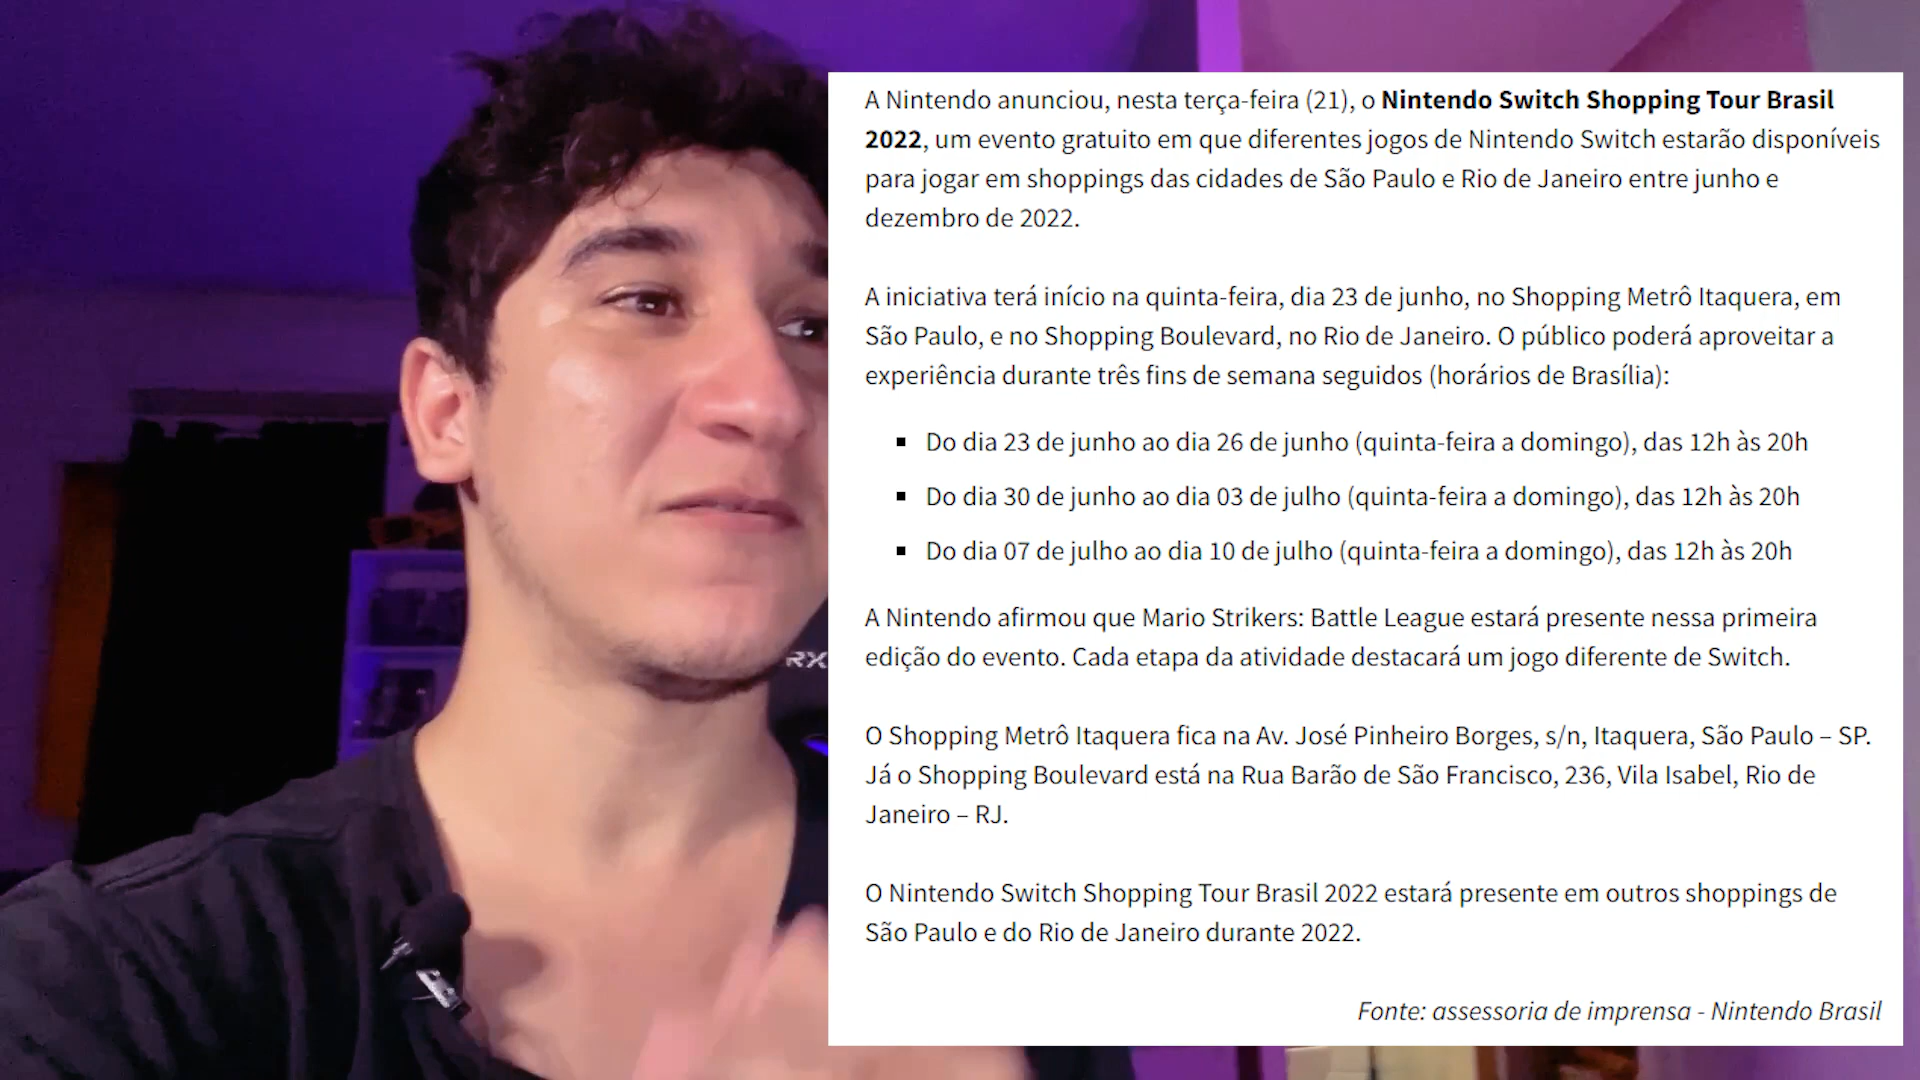 A Nintendo anunciou, nesta terça-feira (21), o Nintendo Switch Shopping Tour Brasil
2022, um evento gratuito em que diferentes jogos de Nintendo Switch estarão disponíveis
para jogar em shoppings das cidades de São Paulo e Rio de Janeiro entre junho e
dezembro de 2022.
A iniciativa terá início na quinta-feira, dia 23 de junho, no Shopping Metrô Itaquera, em
São Paulo, e no Shopping Boulevard, no Rio de Janeiro. O público poderá aproveitar a
experiência durante três fins de semana seguidos (horários de Brasília):
▪ Do dia 23 de junho ao dia 26 de junho (quinta-feira a domingo), das 12h às 20h
▪ Do dia 30 de junho ao dia 03 de julho (quinta-feira a domingo), das 12h às 20h
▪ Do dia 07 de julho ao dia 10 de julho (quinta-feira a domingo), das 12h às 20h
A Nintendo afirmou que Mario Strikers: Battle League estará presente nessa primeira
edição do evento. Cada etapa da atividade destacará um jogo diferente de Switch.
RX
O Shopping Metrô Itaquera fica na Av. José Pinheiro Borges, s/n, Itaquera, São Paulo – SP.
Já o Shopping Boulevard está na Rua Barão de São Francisco, 236, Vila Isabel, Rio de
Janeiro – RJ.
O Nintendo Switch Shopping Tour Brasil 2022 estará presente em outros shoppings de
São Paulo e do Rio de Janeiro durante 2022.
Fonte: assessoria de imprensa - Nintendo Brasil